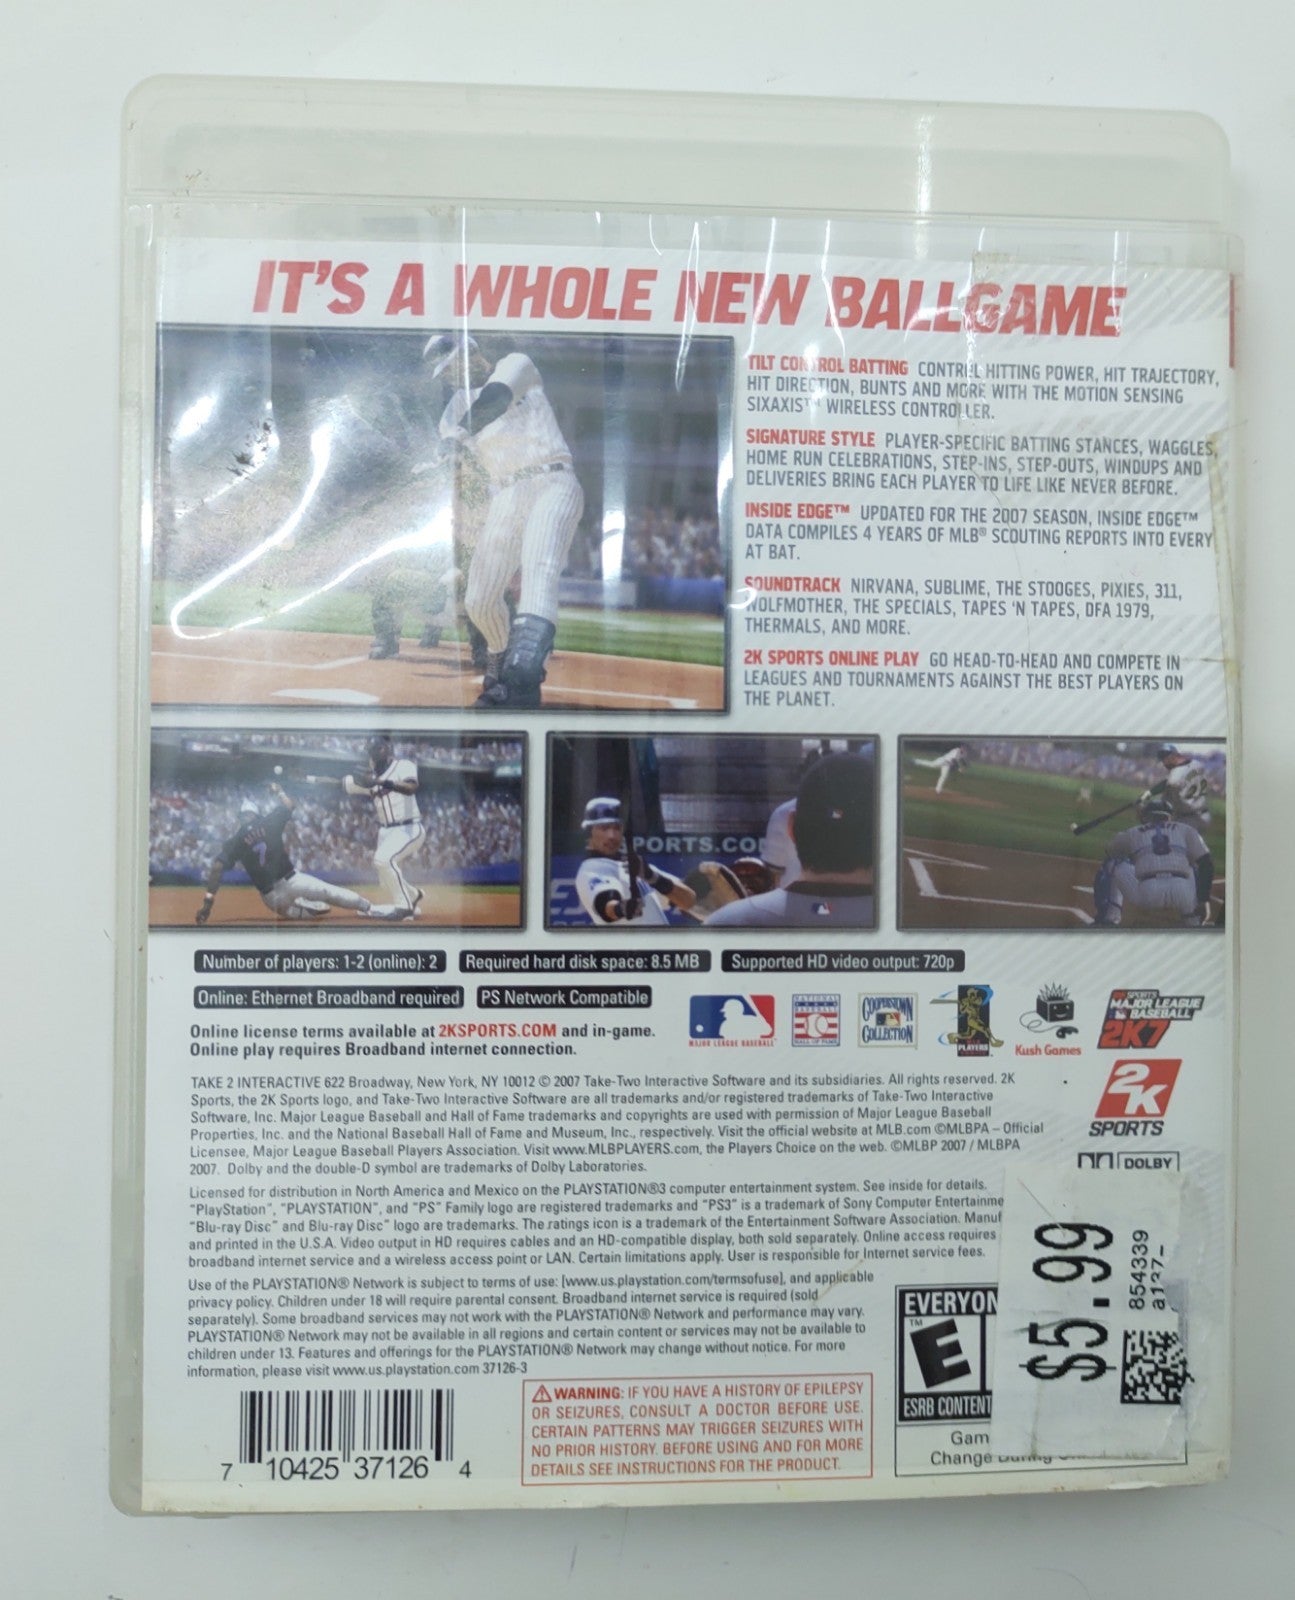 IT'S A WHOLE NEW BALLGAME
TILT CONTROL BATTING CONTROL HITTING POWER, HIT TRAJECTORY,
HIT DIRECTION, BUNTS AND MORE WITH THE MOTION SENSING
SIXAXIS™ WIRELESS CONTROLLER.
SIGNATURE STYLE PLAYER-SPECIFIC BATTING STANCES, WAGGLES,
HOME RUN CELEBRATIONS, STEP-INS, STEP-OUTS, WINDUPS AND
DELIVERIES BRING EACH PLAYER TO LIFE LIKE NEVER BEFORE.
INSIDE EDGE™ UPDATED FOR THE 2007 SEASON, INSIDE EDGE™
DATA COMPILES 4 YEARS OF MLB® SCOUTING REPORTS INTO EVERY
AT BAT.
SOUNDTRACK NIRVANA, SUBLIME, THE STOOGES, PIXIES, 311,
WOLFMOTHER, THE SPECIALS, TAPES 'N TAPES, DFA 1979,
THERMALS, AND MORE.
2K SPORTS ONLINE PLAY GO HEAD-TO-HEAD AND COMPETE IN
LEAGUES AND TOURNAMENTS AGAINST THE BEST PLAYERS ON
THE PLANET.
7
PORTS.CO
8
Number of players: 1-2 (online): 2
Required hard disk space: 8.5 MB
Supported HD video output: 720p
Online: Ethernet Broadband required
PS Network Compatible
Online license terms available at 2KSPORTS.COM and in-game.
Online play requires Broadband internet connection.
MAJOR LEAGUE BASEBALL
NATIONAL
BASEBALL
HALL OF FAME
COOPERSTOWN
COLLECTION
PLAYERS
Kush Games
2K SPORTS
MAJOR LEAGUE
BASEBALL
2K7
2K
SPORTS
TAKE 2 INTERACTIVE 622 Broadway, New York, NY 10012 © 2007 Take-Two Interactive Software and its subsidiaries. All rights reserved. 2K
Sports, the 2K Sports logo, and Take-Two Interactive Software are all trademarks and/or registered trademarks of Take-Two Interactive
Software, Inc. Major League Baseball and Hall of Fame trademarks and copyrights are used with permission of Major League Baseball
Properties, Inc. and the National Baseball Hall of Fame and Museum, Inc., respectively. Visit the official website at MLB.com ©MLBPA – Official
Licensee, Major League Baseball Players Association. Visit www.MLBPLAYERS.com, the Players Choice on the web. ©MLBP 2007 / MLBPA
2007. Dolby and the double-D symbol are trademarks of Dolby Laboratories.
DOLBY
Licensed for distribution in North America and Mexico on the PLAYSTATION®3 computer entertainment system. See inside for details.
"PlayStation", "PLAYSTATION", and "PS" Family logo are registered trademarks and "PS3" is a trademark of Sony Computer Entertainme
"Blu-ray Disc" and Blu-ray Disc" logo are trademarks. The ratings icon is a trademark of the Entertainment Software Association. Manuf
and printed in the U.S.A. Video output in HD requires cables and an HD-compatible display, both sold separately. Online access requires
broadband internet service and a wireless access point or LAN. Certain limitations apply. User is responsible for Internet service fees.
Use of the PLAYSTATION® Network is subject to terms of use: [www.us.playstation.com/termsofuse], and applicable
privacy policy. Children under 18 will require parental consent. Broadband internet service is required (sold
separately). Some broadband services may not work with the PLAYSTATION® Network and performance may vary.
PLAYSTATION® Network may not be available in all regions and certain content or services may not be available to
children under 13. Features and offerings for the PLAYSTATION® Network may change without notice. For more
information, please visit www.us.playstation.com 37126-3
WARNING: IF YOU HAVE A HISTORY OF EPILEPSY
OR SEIZURES, CONSULT A DOCTOR BEFORE USE.
CERTAIN PATTERNS MAY TRIGGER SEIZURES WITH
NO PRIOR HISTORY. BEFORE USING AND FOR MORE
DETAILS SEE INSTRUCTIONS FOR THE PRODUCT.
7 10425 37126 4
EVERYON
E
™
ESRB CONTENT
Gam
Change During
$5.99
854339
a137_